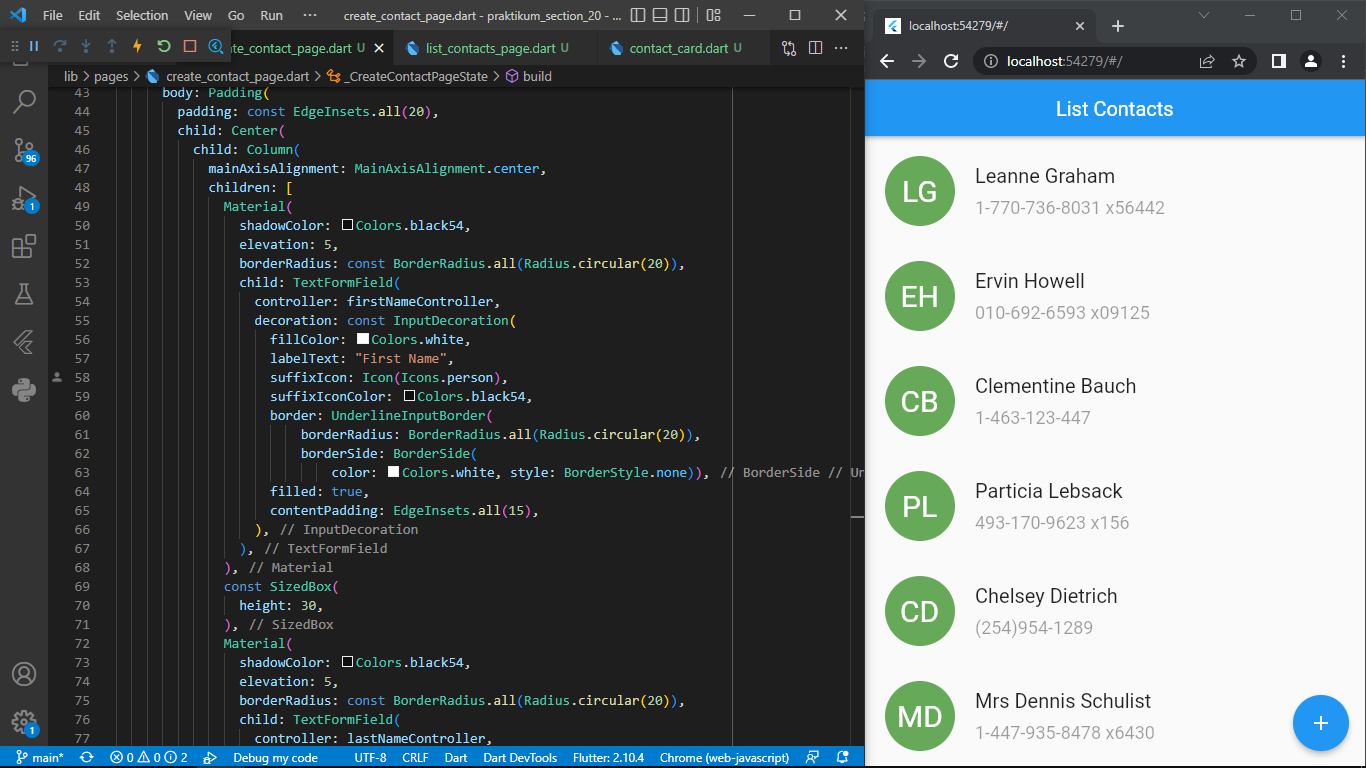 File Edit Selection View Go Run ··· create_contact_page.dart - praktikum_section_20 - ...
ate_contact_page.dart U
list_contacts_page.dart U
contact_card.dart U
lib > pages > create_contact_page.dart > _CreateContactPageState > build
43 body: Padding(
44 padding: const EdgeInsets.all(20),
45 child: Center(
46 child: Column(
47 mainAxisAlignment: MainAxisAlignment.center,
48 children: [
49 Material(
50 shadowColor: Colors.black54,
51 elevation: 5,
52 borderRadius: const BorderRadius.all(Radius.circular(20)),
53 child: TextFormField(
54 controller: firstNameController,
55 decoration: const InputDecoration(
56 fillColor: Colors.white,
57 labelText: "First Name",
58 suffixIcon: Icon(Icons.person),
59 suffixIconColor: Colors.black54,
60 border: UnderlineInputBorder(
61 borderRadius: BorderRadius.all(Radius.circular(20)),
62 borderSide: BorderSide(
63 color: Colors.white, style: BorderStyle.none)), // BorderSide // Un
64 filled: true,
65 contentPadding: EdgeInsets.all(15),
66 ), // InputDecoration
67 ), // TextFormField
68 ), // Material
69 const SizedBox(
70 height: 30,
71 ), // SizedBox
72 Material(
73 shadowColor: Colors.black54,
74 elevation: 5,
75 borderRadius: const BorderRadius.all(Radius.circular(20)),
76 child: TextFormField(
77 controller: lastNameController,
96
1
1
main* 0 0 2 Debug my code UTF-8 CRLF Dart Dart DevTools Flutter: 2.10.4 Chrome (web-javascript)
localhost:54279/#/
localhost:54279/#/
List Contacts
LG
Leanne Graham
1-770-736-8031 x56442
EH
Ervin Howell
010-692-6593 x09125
CB
Clementine Bauch
1-463-123-447
PL
Particia Lebsack
493-170-9623 x156
CD
Chelsey Dietrich
(254)954-1289
MD
Mrs Dennis Schulist
1-447-935-8478 x6430
+